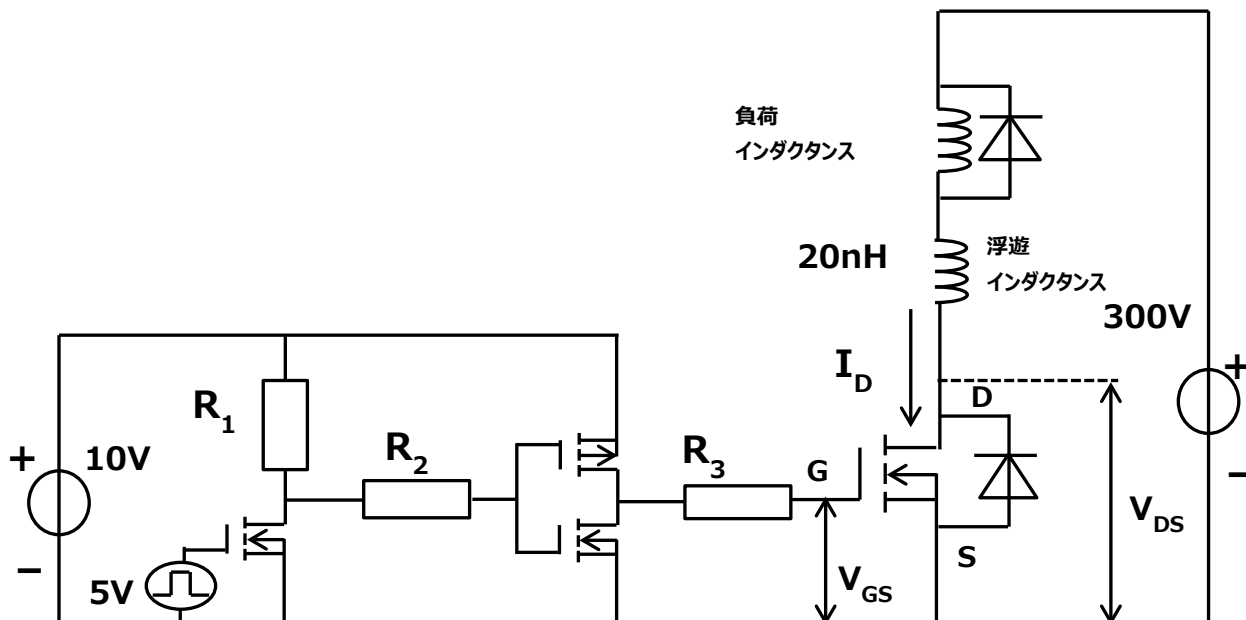 負荷
インダクタンス
20nH
浮遊
インダクタンス
300V
I_D
+
D
R_1
+
10V
R_2
R_3
G
−
V_DS
−
5V
V_GS
S